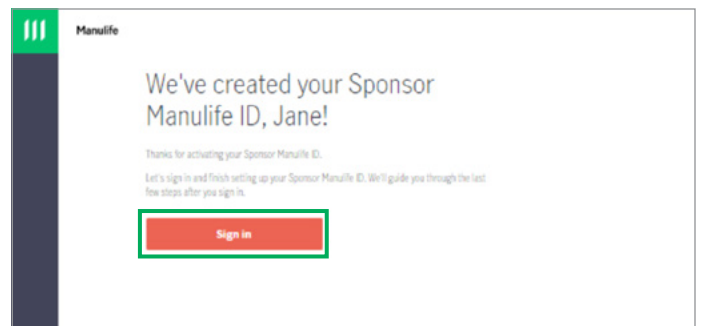 Manulife
We've created your Sponsor
Manulife ID, Jane!
Thanks for activating your Sponsor Manulife ID.
Let's sign in and finish setting up your Sponsor Manulife ID. We'll guide you through the last
few steps after you sign in.
Sign in